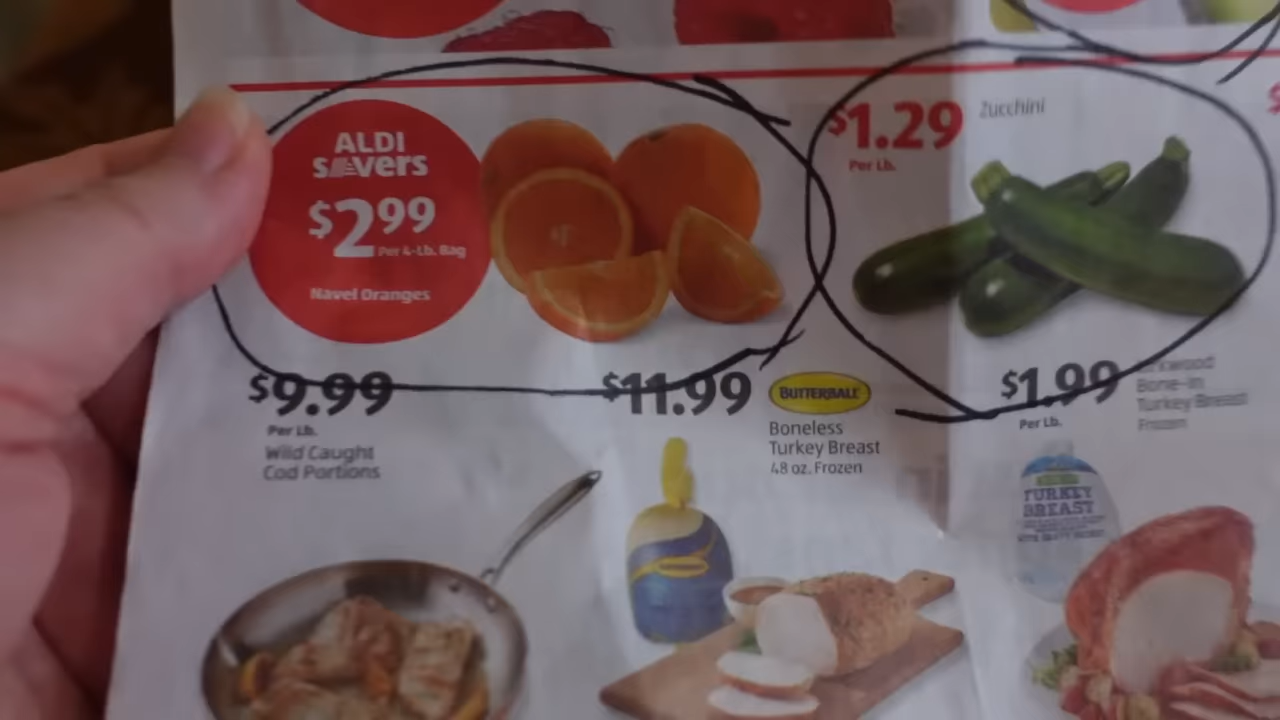 ALDI
SAVERS
$2.99
Per 4-Lb. Bag
Navel Oranges
$1.29
Per Lb.
Zucchini
$9.99
Per Lb.
Wild Caught
Cod Portions
$11.99
BUTTERBALL
Boneless
Turkey Breast
48 oz. Frozen
$1.99
Per Lb.
Bone-In
Turkey Breast
Frozen
TURKEY
BREAST